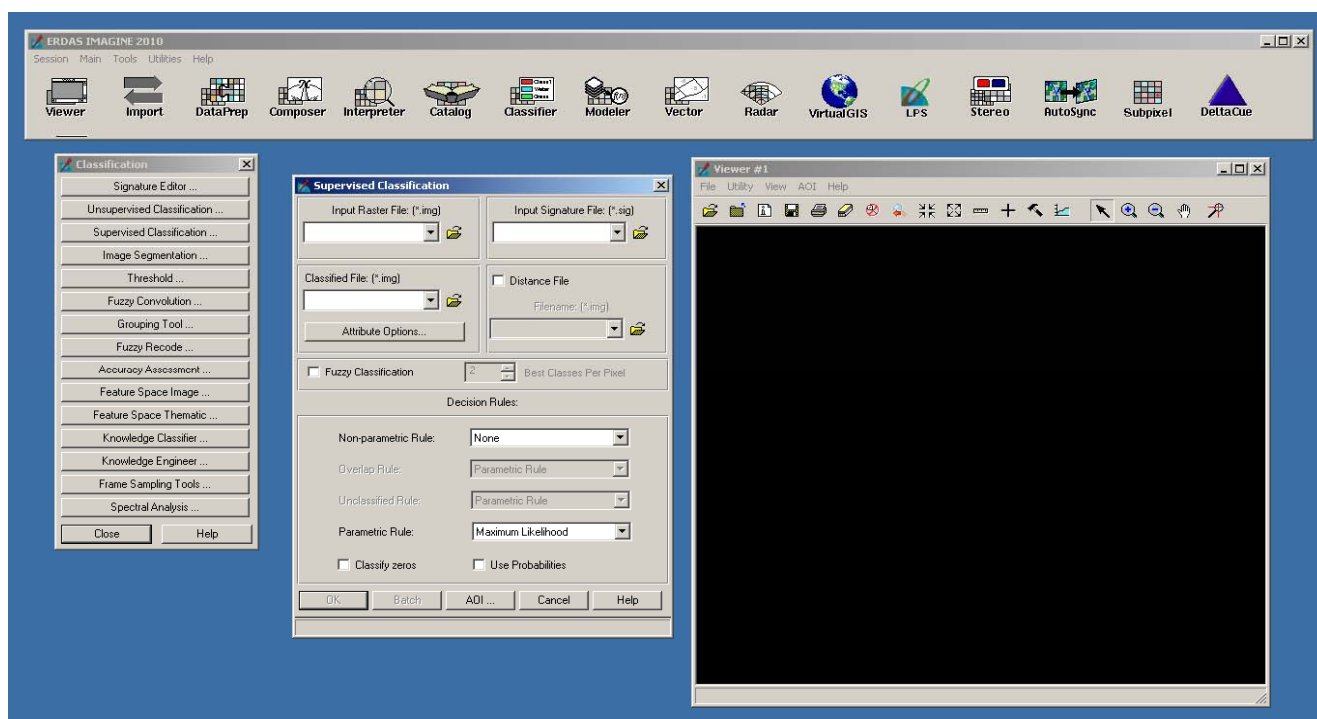 ERDAS IMAGINE 2010
Session Main Tools Utilities Help
Viewer Import DataPrep Composer Interpreter Catalog Classifier Modeler Vector Radar VirtualGIS LPS Stereo AutoSync Subpixel DeltaCue
Classification
Signature Editor ...
Unsupervised Classification ...
Supervised Classification ...
Image Segmentation ...
Threshold ...
Fuzzy Convolution ...
Grouping Tool ...
Fuzzy Recode ...
Accuracy Assessment ...
Feature Space Image ...
Feature Space Thematic ...
Knowledge Classifier ...
Knowledge Engineer ...
Frame Sampling Tools ...
Spectral Analysis ...
Close Help
Supervised Classification
Input Raster File: (*.img) Input Signature File: (*.sig)
Classified File: (*.img) Distance File
Filename: (*.img)
Attribute Options...
Fuzzy Classification 2 Best Classes Per Pixel
Decision Rules:
Non-parametric Rule: None
Overlap Rule: Parametric Rule
Unclassified Rule: Parametric Rule
Parametric Rule: Maximum Likelihood
Classify zeros Use Probabilities
OK Batch AOI ... Cancel Help
Viewer #1
File Utility View AOI Help